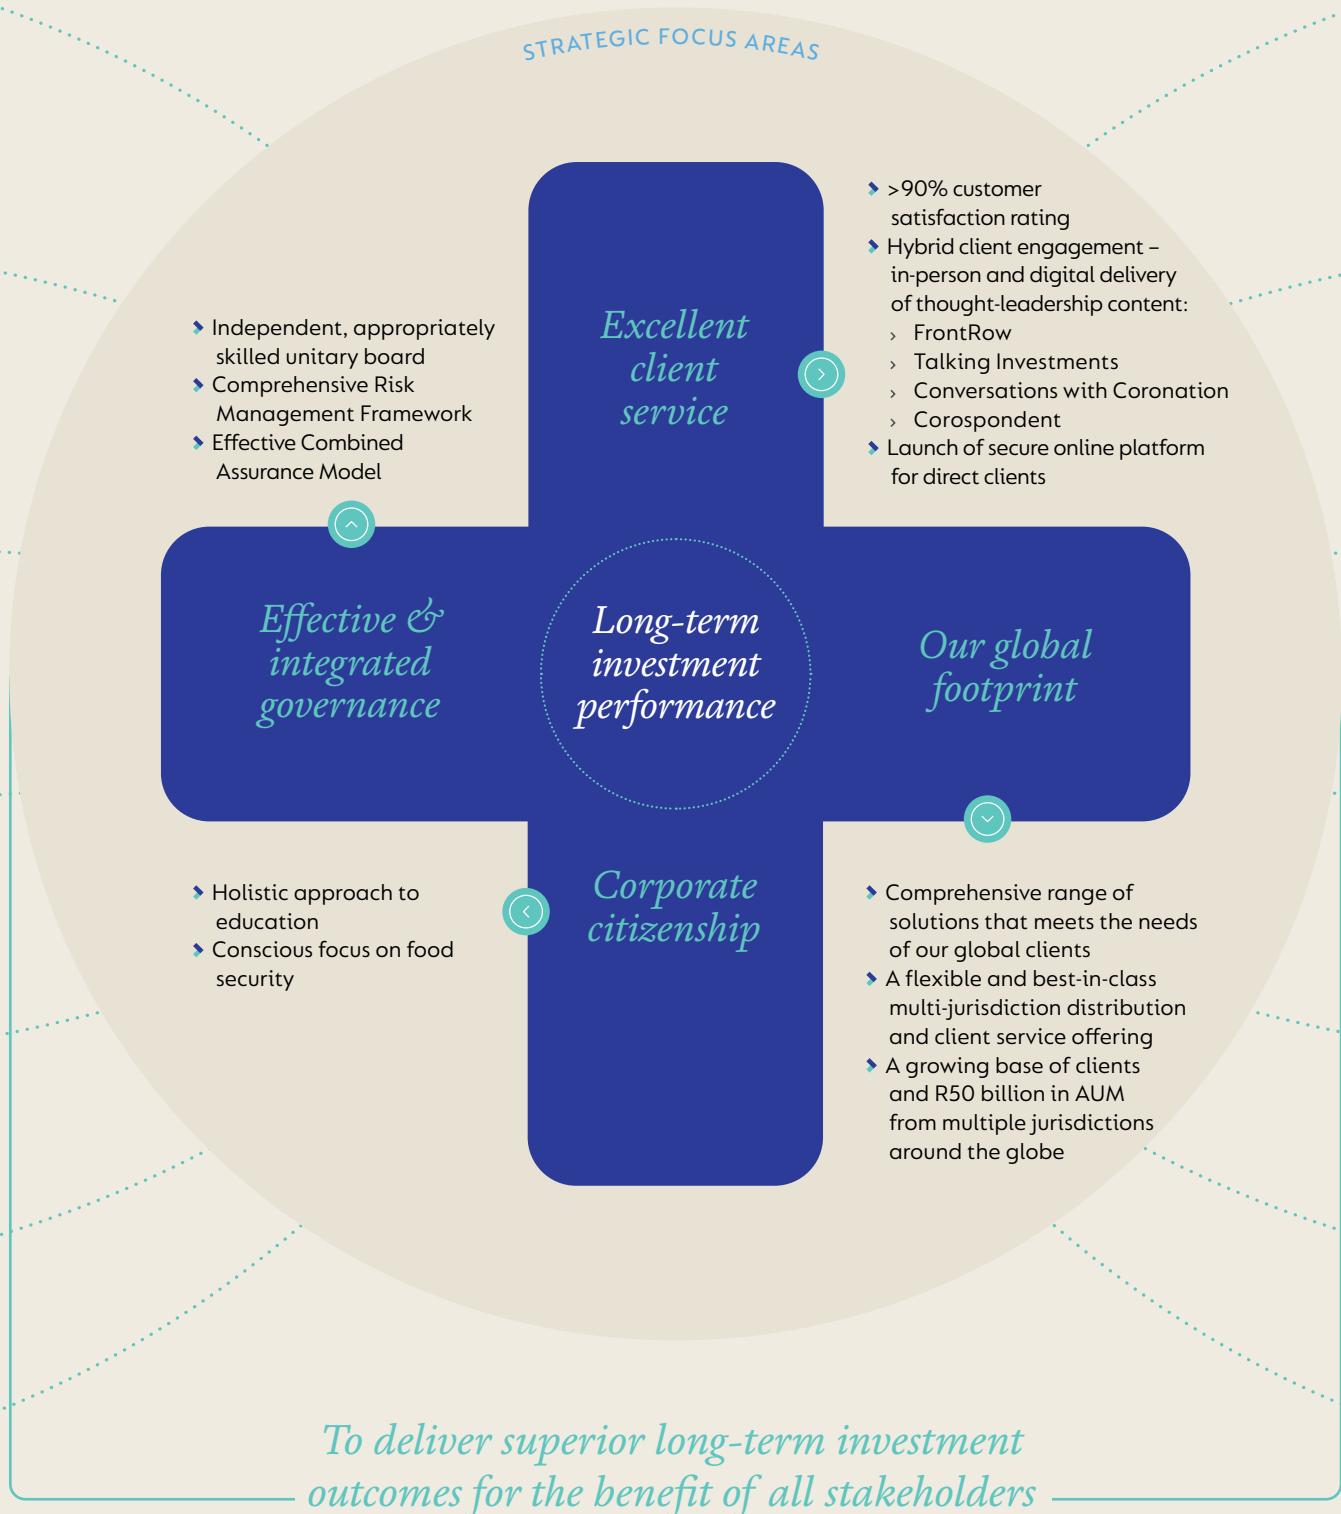 STRATEGIC FOCUS AREAS
Excellent
client
service
>90% customer
satisfaction rating
Hybrid client engagement –
in-person and digital delivery
of thought-leadership content:
› FrontRow
› Talking Investments
› Conversations with Coronation
› Corospondent
Launch of secure online platform
for direct clients
Independent, appropriately
skilled unitary board
Comprehensive Risk
Management Framework
Effective Combined
Assurance Model
Effective &
integrated
governance
Long-term
investment
performance
Our global
footprint
Holistic approach to
education
Conscious focus on food
security
Corporate
citizenship
Comprehensive range of
solutions that meets the needs
of our global clients
A flexible and best-in-class
multi-jurisdiction distribution
and client service offering
A growing base of clients
and R50 billion in AUM
from multiple jurisdictions
around the globe
To deliver superior long-term investment
outcomes for the benefit of all stakeholders